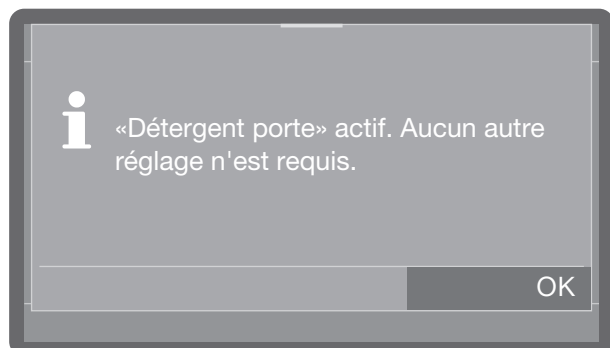 «Détergent porte» actif. Aucun autre
réglage n'est requis.
OK